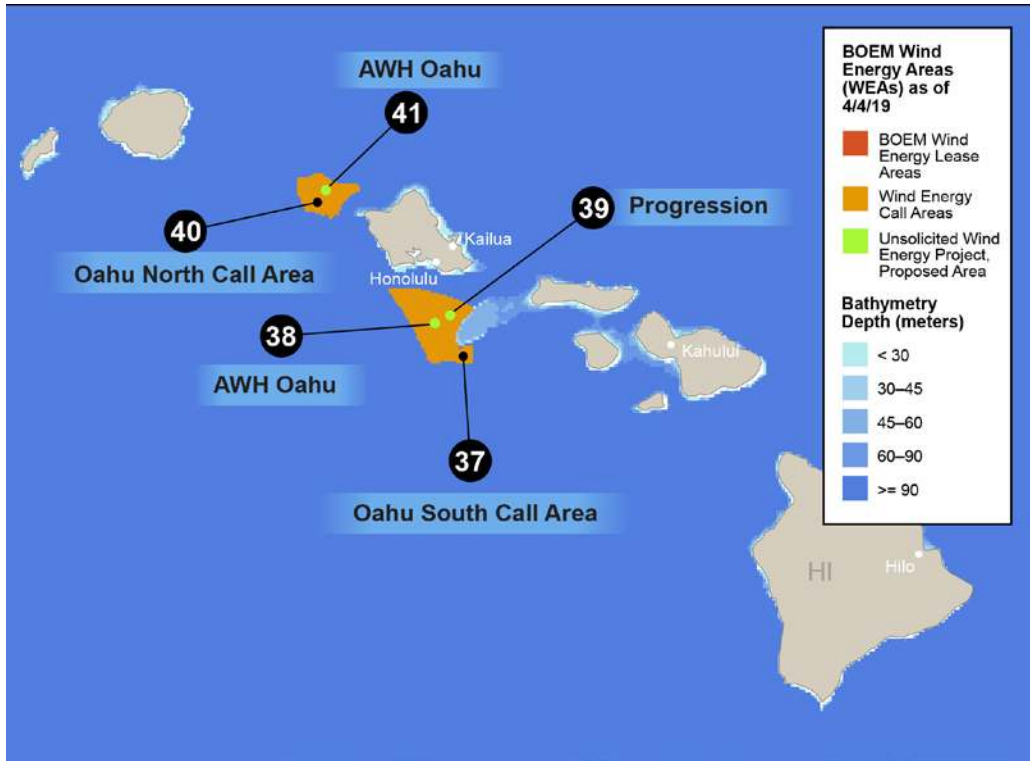 AWH Oahu
41
40
Oahu North Call Area
39
Progression
Kailua
Honolulu
38
AWH Oahu
37
Oahu South Call Area
Kahului
HI
Hilo
BOEM Wind
Energy Areas
(WEAs) as of
4/4/19
BOEM Wind
Energy Lease
Areas
Wind Energy
Call Areas
Unsolicited Wind
Energy Project,
Proposed Area
Bathymetry
Depth (meters)
< 30
30–45
45–60
60–90
>= 90